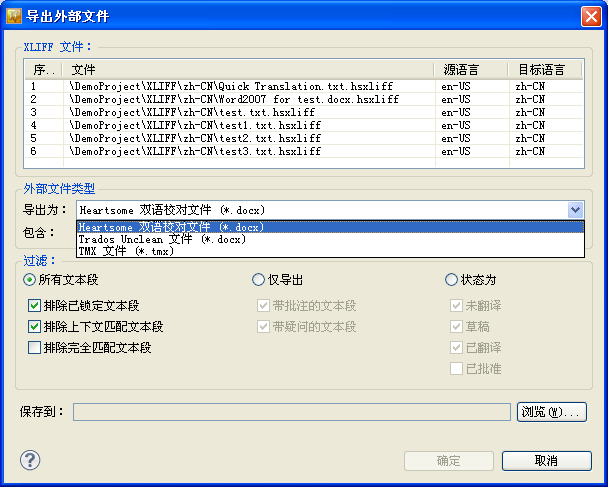 导出外部文件
XLIFF 文件：
序.. 文件 源语言 目标语言
1 \DemoProject\XLIFF\zh-CN\Quick Translation.txt.hsxliff en-US zh-CN
2 \DemoProject\XLIFF\zh-CN\Word2007 for test.docx.hsxliff en-US zh-CN
3 \DemoProject\XLIFF\zh-CN\test.txt.hsxliff en-US zh-CN
4 \DemoProject\XLIFF\zh-CN\test1.txt.hsxliff en-US zh-CN
5 \DemoProject\XLIFF\zh-CN\test2.txt.hsxliff en-US zh-CN
6 \DemoProject\XLIFF\zh-CN\test3.txt.hsxliff en-US zh-CN
外部文件类型
导出为： Heartsome 双语校对文件 (*.docx)
Heartsome 双语校对文件 (*.docx)
包含： Trados Unclean 文件 (*.docx)
TMX 文件 (*.tmx)
过滤：
所有文本段 仅导出 状态为
排除已锁定文本段 带批注的文本段 未翻译
排除上下文匹配文本段 带疑问的文本段 草稿
排除完全匹配文本段 已翻译
已批准
保存到： 浏览(W)...
? 确定 取消